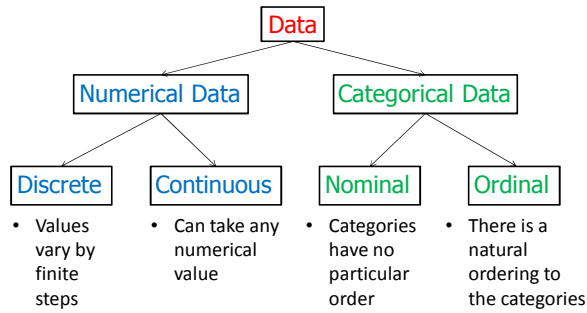 Data
Numerical Data
Categorical Data
Discrete
Continuous
Nominal
Ordinal
• Values
vary by
finite
steps
• Can take any
numerical
value
• Categories
have no
particular
order
• There is a
natural
ordering to
the categories